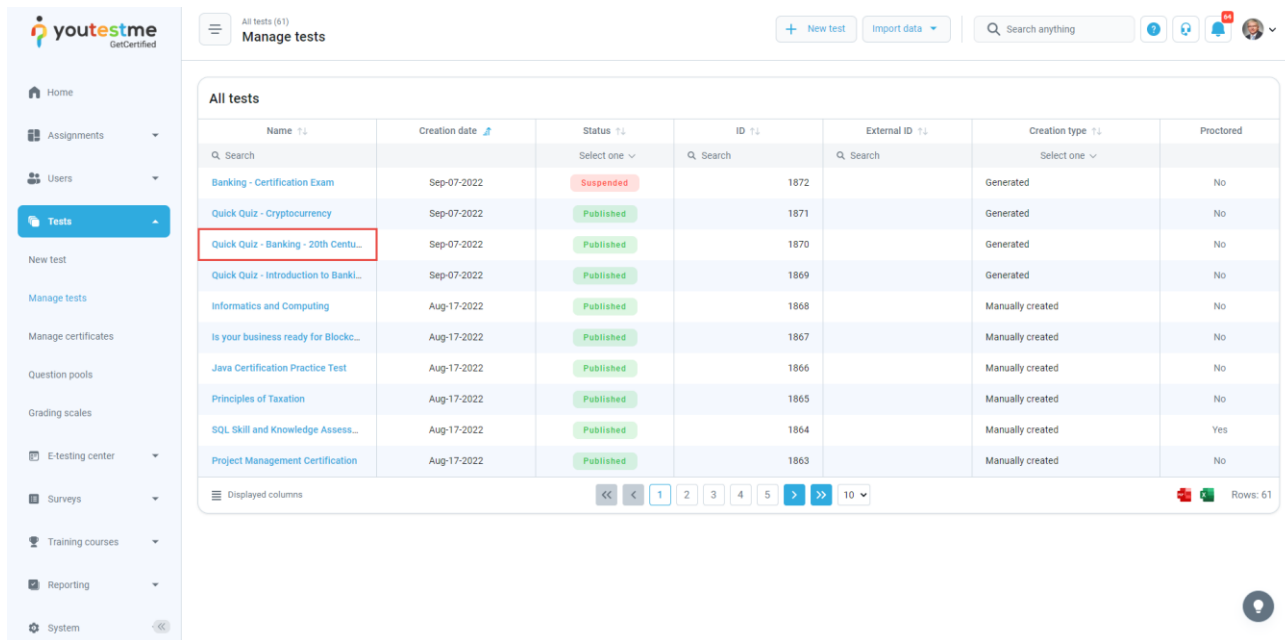 youtestme
GetCertified
All tests (61)
Manage tests
New test
Import data
Search anything
64
Home
Assignments
Users
Tests
New test
Manage tests
Manage certificates
Question pools
Grading scales
E-testing center
Surveys
Training courses
Reporting
System
All tests
Name Creation date Status ID External ID Creation type Proctored
Search Select one Search Search Select one
Banking - Certification Exam Sep-07-2022 Suspended 1872 Generated No
Quick Quiz - Cryptocurrency Sep-07-2022 Published 1871 Generated No
Quick Quiz - Banking - 20th Centu... Sep-07-2022 Published 1870 Generated No
Quick Quiz - Introduction to Banki... Sep-07-2022 Published 1869 Generated No
Informatics and Computing Aug-17-2022 Published 1868 Manually created No
Is your business ready for Blockc... Aug-17-2022 Published 1867 Manually created No
Java Certification Practice Test Aug-17-2022 Published 1866 Manually created No
Principles of Taxation Aug-17-2022 Published 1865 Manually created No
SQL Skill and Knowledge Assess... Aug-17-2022 Published 1864 Manually created Yes
Project Management Certification Aug-17-2022 Published 1863 Manually created No
Displayed columns 1 2 3 4 5 10 Rows: 61